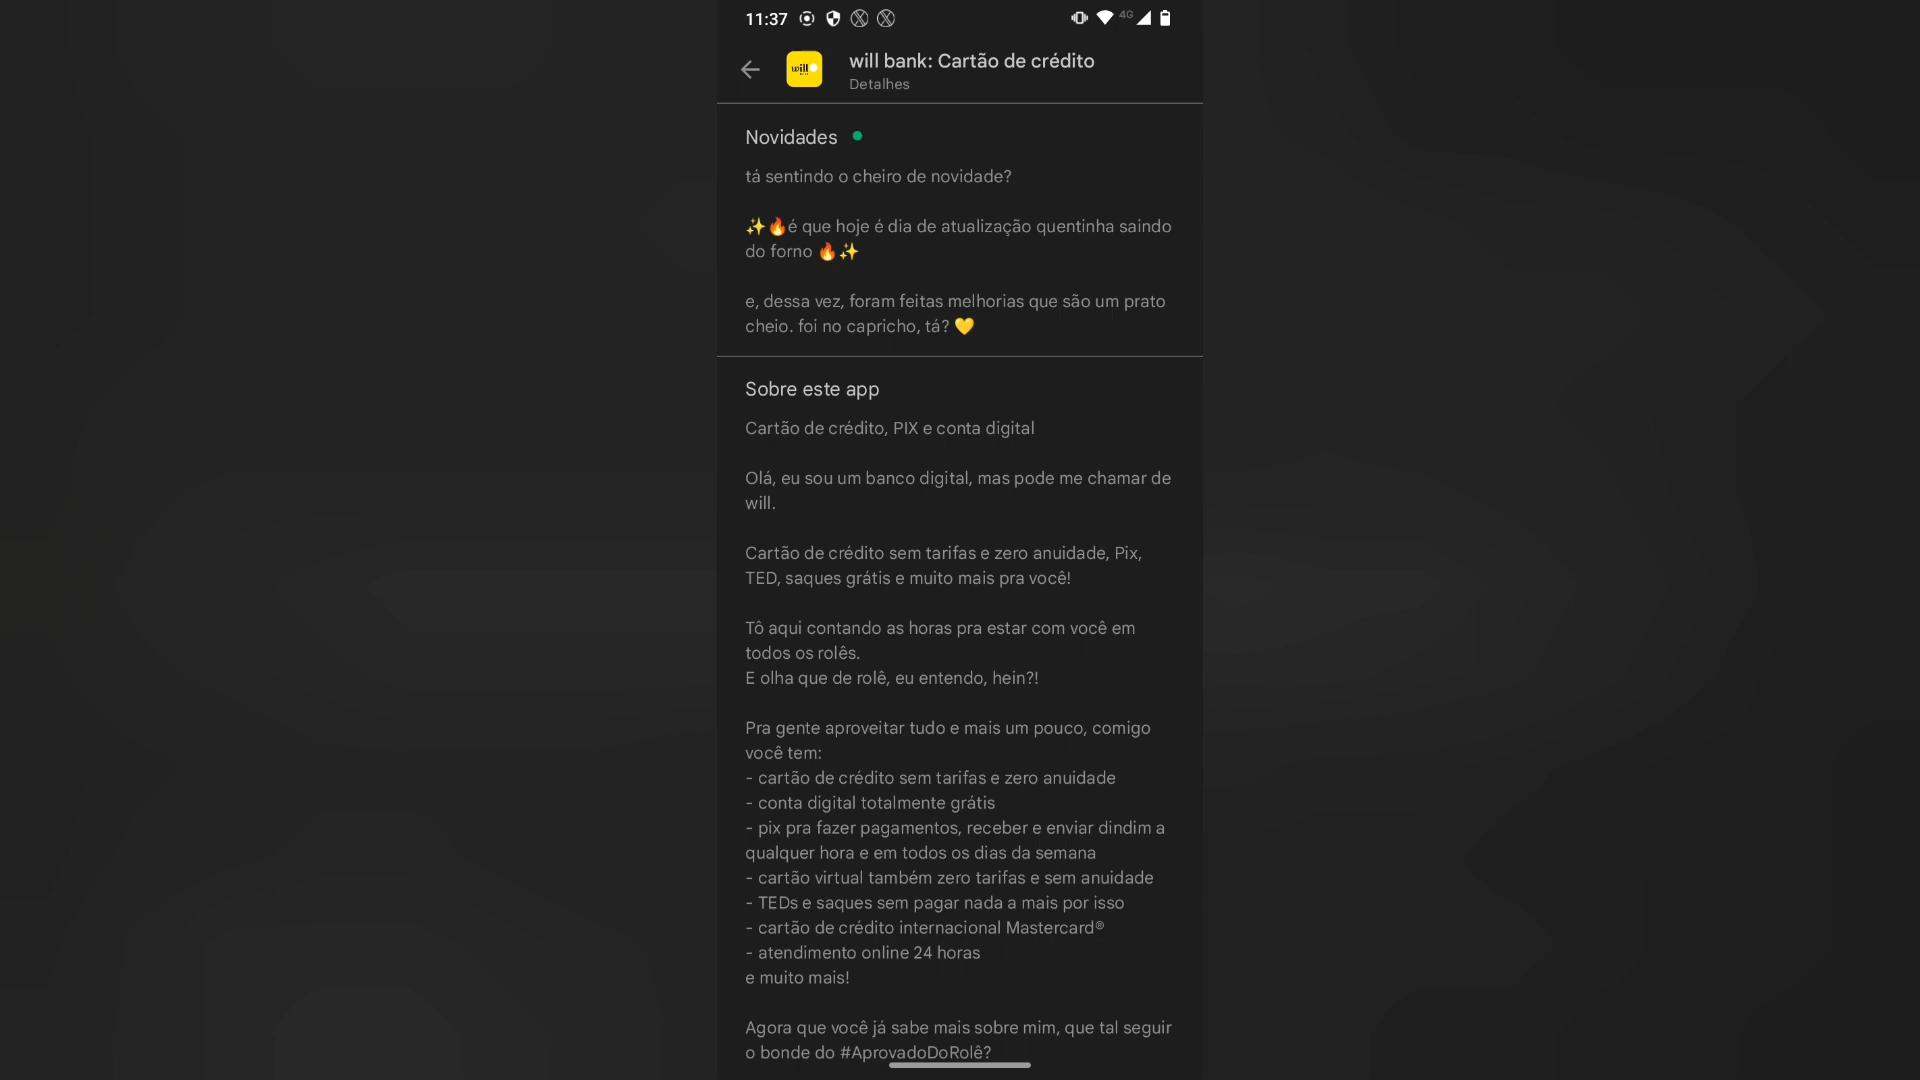 11:37
4G
will bank: Cartão de crédito
Detalhes
will
Novidades
tá sentindo o cheiro de novidade?
✨🔥é que hoje é dia de atualização quentinha saindo
do forno 🔥✨
e, dessa vez, foram feitas melhorias que são um prato
cheio. foi no capricho, tá? 💛
Sobre este app
Cartão de crédito, PIX e conta digital
Olá, eu sou um banco digital, mas pode me chamar de
will.
Cartão de crédito sem tarifas e zero anuidade, Pix,
TED, saques grátis e muito mais pra você!
Tô aqui contando as horas pra estar com você em
todos os rolês.
E olha que de rolê, eu entendo, hein?!
Pra gente aproveitar tudo e mais um pouco, comigo
você tem:
- cartão de crédito sem tarifas e zero anuidade
- conta digital totalmente grátis
- pix pra fazer pagamentos, receber e enviar dindim a
qualquer hora e em todos os dias da semana
- cartão virtual também zero tarifas e sem anuidade
- TEDs e saques sem pagar nada a mais por isso
- cartão de crédito internacional Mastercard®
- atendimento online 24 horas
e muito mais!
Agora que você já sabe mais sobre mim, que tal seguir
o bonde do #AprovadoDoRolê?